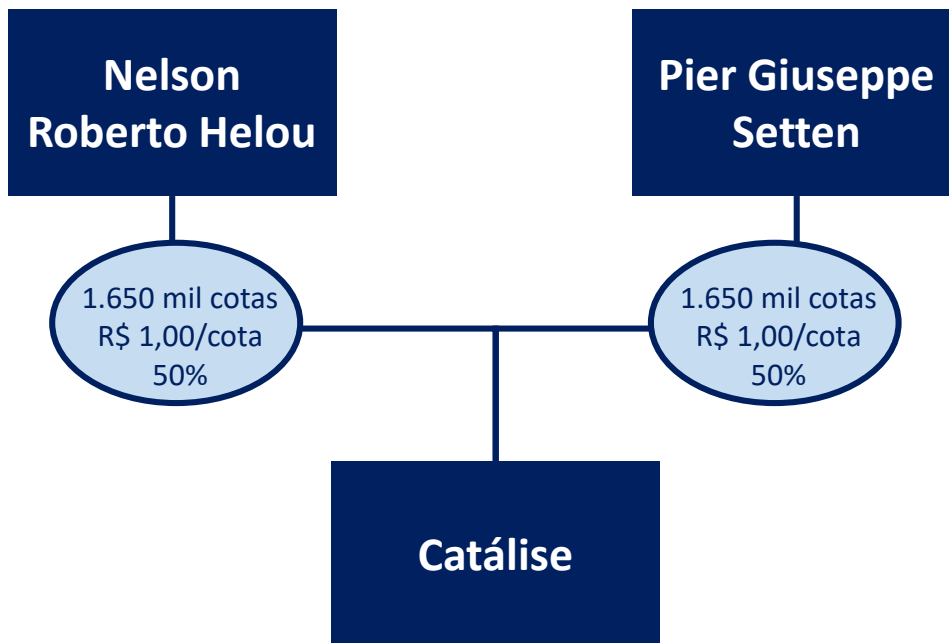 Nelson
Roberto Helou
Pier Giuseppe
Setten
1.650 mil cotas
R$ 1,00/cota
50%
1.650 mil cotas
R$ 1,00/cota
50%
Catálise